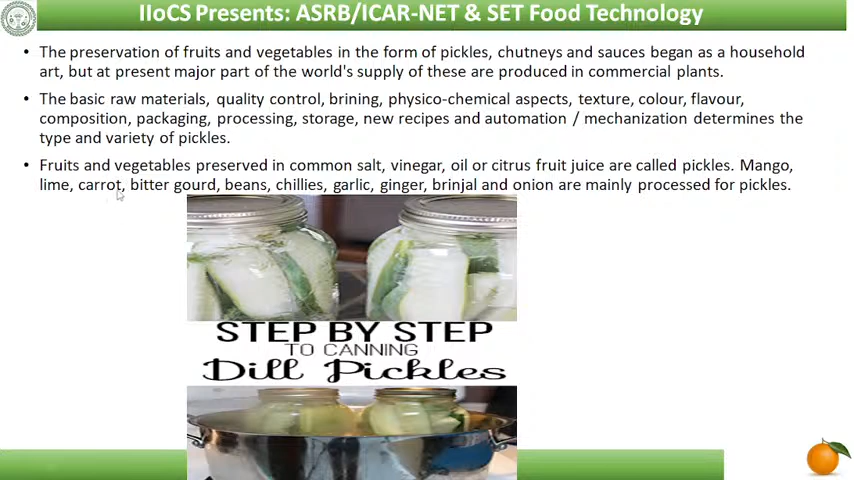 IIoCS Presents: ASRB/ICAR-NET & SET Food Technology
• The preservation of fruits and vegetables in the form of pickles, chutneys and sauces began as a household
art, but at present major part of the world's supply of these are produced in commercial plants.
• The basic raw materials, quality control, brining, physico-chemical aspects, texture, colour, flavour,
composition, packaging, processing, storage, new recipes and automation / mechanization determines the
type and variety of pickles.
• Fruits and vegetables preserved in common salt, vinegar, oil or citrus fruit juice are called pickles. Mango,
lime, carrot, bitter gourd, beans, chillies, garlic, ginger, brinjal and onion are mainly processed for pickles.
STEP BY STEP
TO CANNING
Dill Pickles